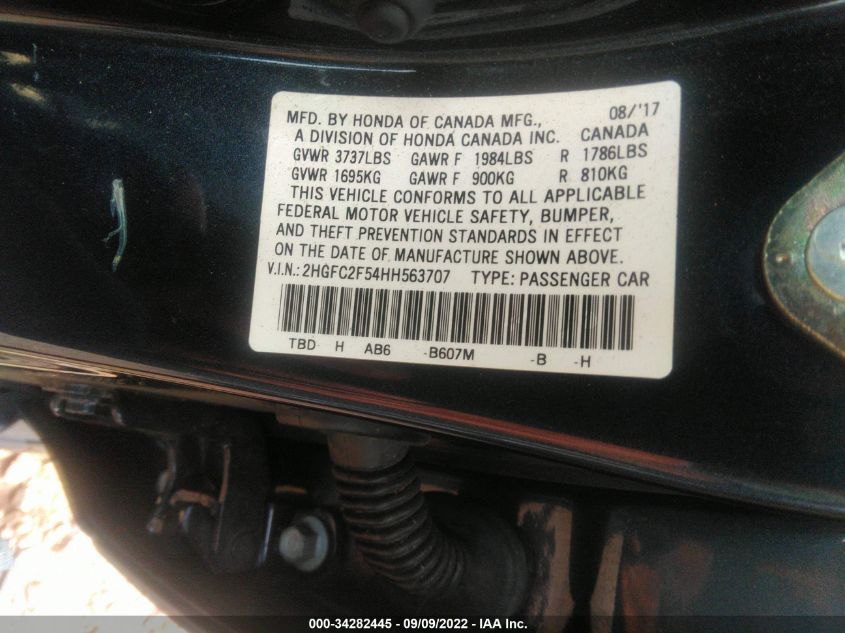 MFD. BY HONDA OF CANADA MFG., 08/'17
A DIVISION OF HONDA CANADA INC. CANADA
GVWR 3737LBS GAWR F 1984LBS R 1786LBS
GVWR 1695KG GAWR F 900KG R 810KG
THIS VEHICLE CONFORMS TO ALL APPLICABLE
FEDERAL MOTOR VEHICLE SAFETY, BUMPER,
AND THEFT PREVENTION STANDARDS IN EFFECT
ON THE DATE OF MANUFACTURE SHOWN ABOVE.
V.I.N.: 2HGFC2F54HH563707 TYPE: PASSENGER CAR
TBD H AB6 -B607M -B -H
000-34282445 - 09/09/2022 - IAA Inc.